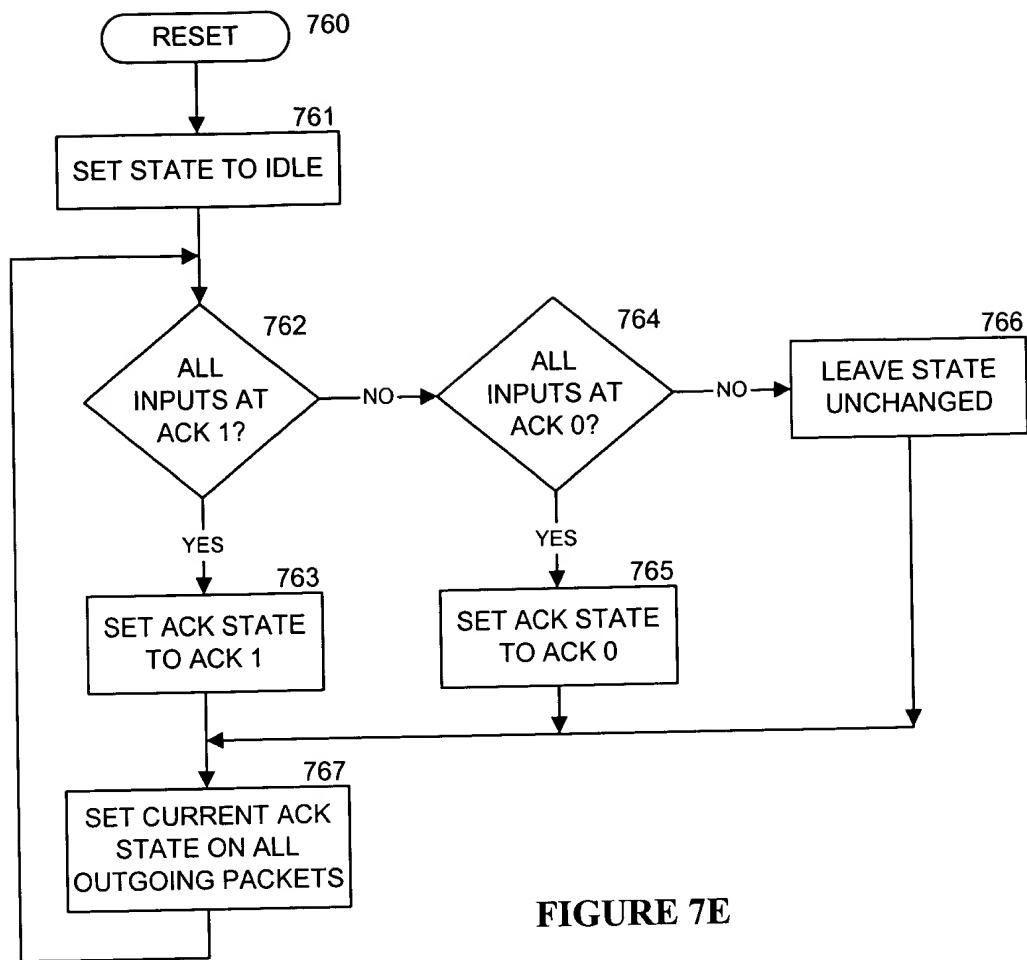 RESET
760
761
SET STATE TO IDLE
762
ALL
INPUTS AT
ACK 1?
NO
764
ALL
INPUTS AT
ACK 0?
NO
766
LEAVE STATE
UNCHANGED
YES
YES
763
SET ACK STATE
TO ACK 1
765
SET ACK STATE
TO ACK 0
767
SET CURRENT ACK
STATE ON ALL
OUTGOING PACKETS
FIGURE 7E